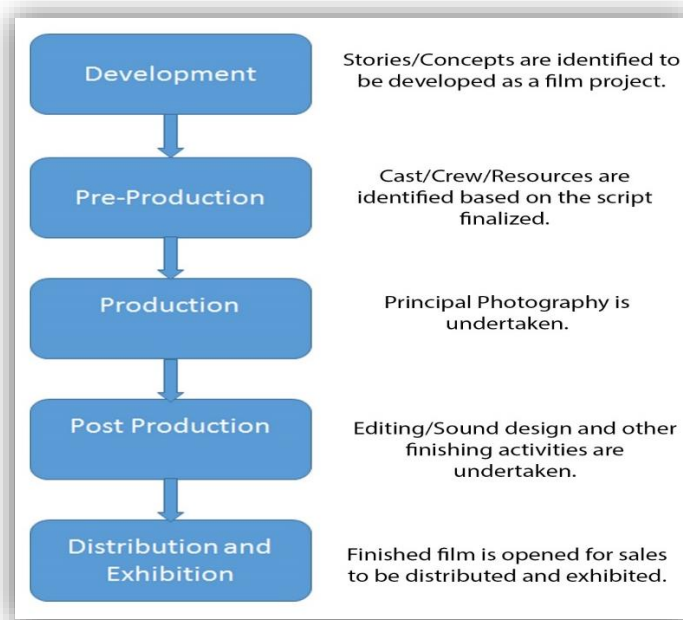 Development
Stories/Concepts are identified to
be developed as a film project.
Pre-Production
Cast/Crew/Resources are
identified based on the script
finalized.
Production
Principal Photography is
undertaken.
Post Production
Editing/Sound design and other
finishing activities are
undertaken.
Distribution and
Exhibition
Finished film is opened for sales
to be distributed and exhibited.